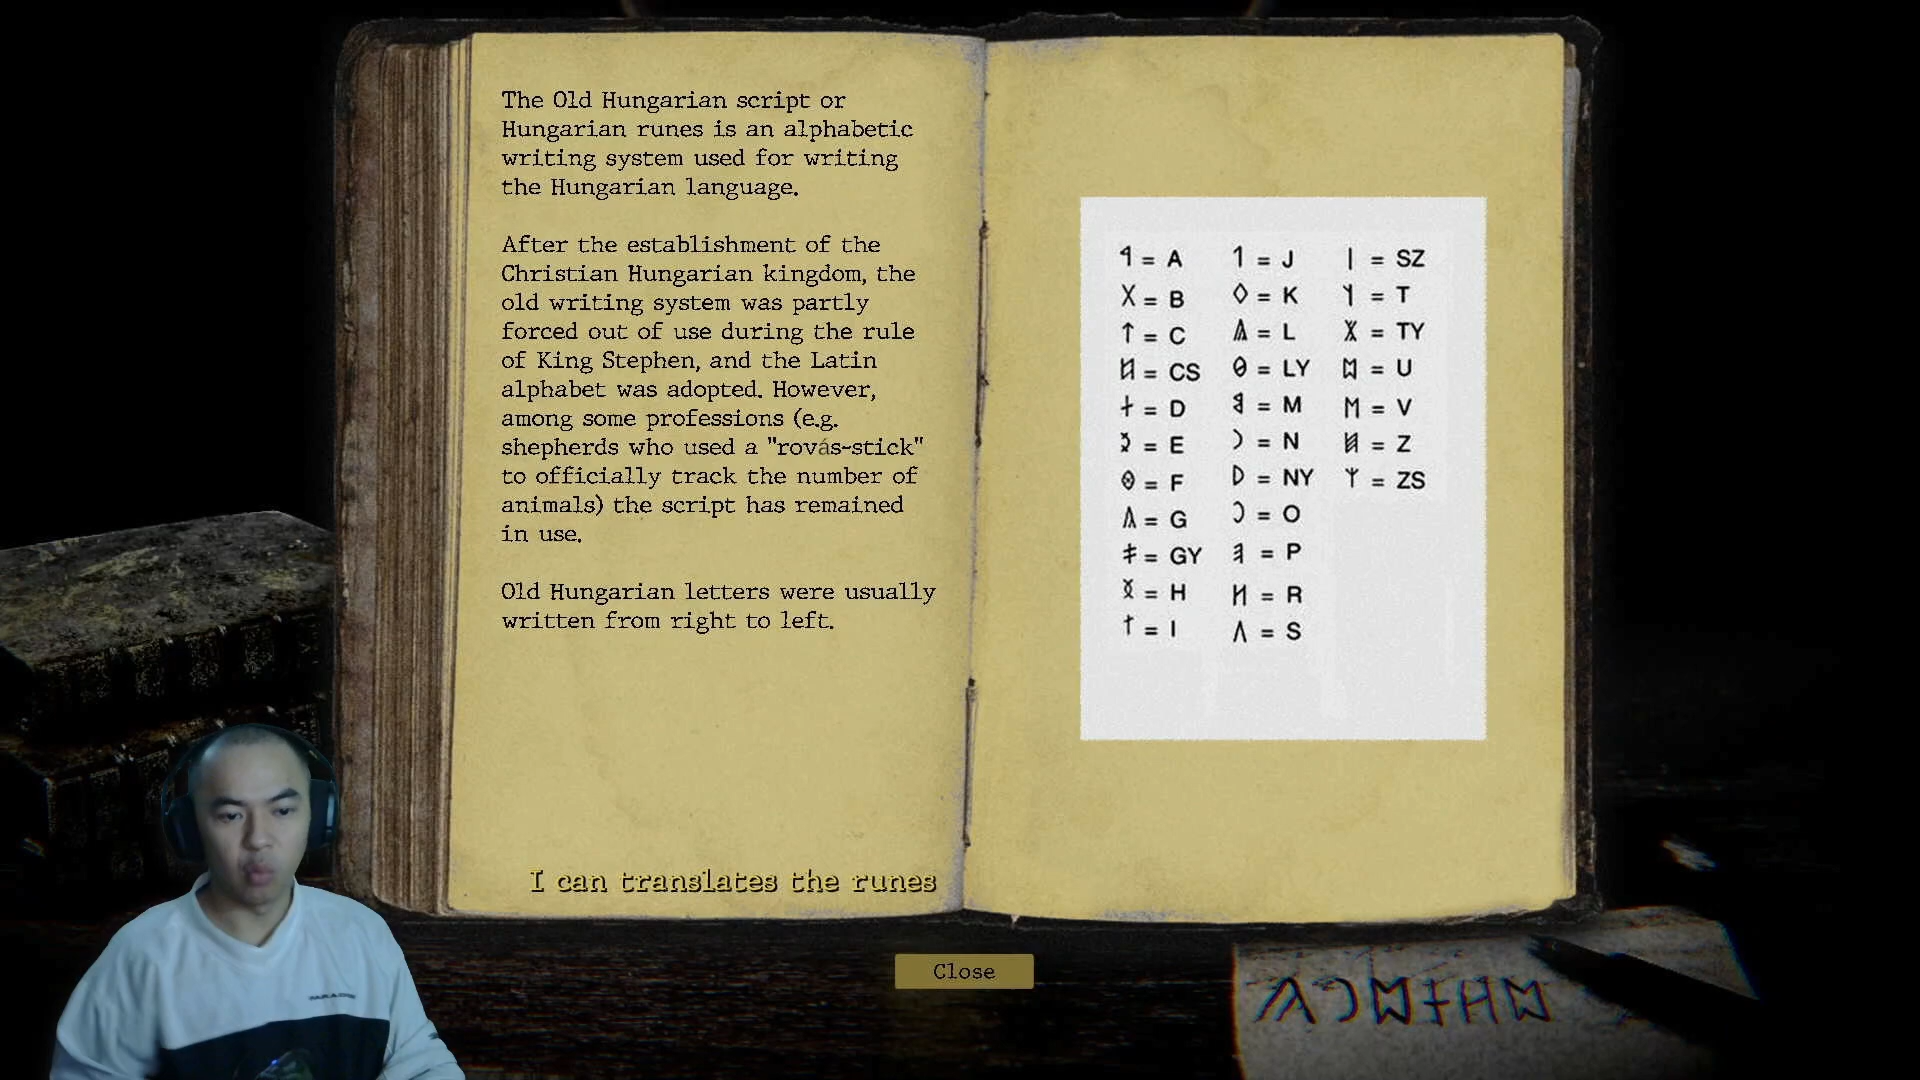 The Old Hungarian script or
Hungarian runes is an alphabetic
writing system used for writing
the Hungarian language.
After the establishment of the
Christian Hungarian kingdom, the
old writing system was partly
forced out of use during the rule
of King Stephen, and the Latin
alphabet was adopted. However,
among some professions (e.g.
shepherds who used a "rovás-stick"
to officially track the number of
animals) the script has remained
in use.
Old Hungarian letters were usually
written from right to left.
I can translates the runes
𐲀 = A
𐲂 = B
𐲄 = C
𐲆 = CS
𐲇 = D
𐲉 = E
𐲌 = F
𐲍 = G
𐲎 = GY
𐲏 = H
𐲐 = I
𐲒 = J
𐲓 = K
𐲖 = L
𐲗 = LY
𐲘 = M
𐲙 = N
𐲚 = NY
𐲛 = O
𐲠 = P
𐲢 = R
𐲤 = S
𐲥 = SZ
𐲦 = T
𐲨 = TY
𐲪 = U
𐲮 = V
𐲯 = Z
𐲰 = ZS
Close